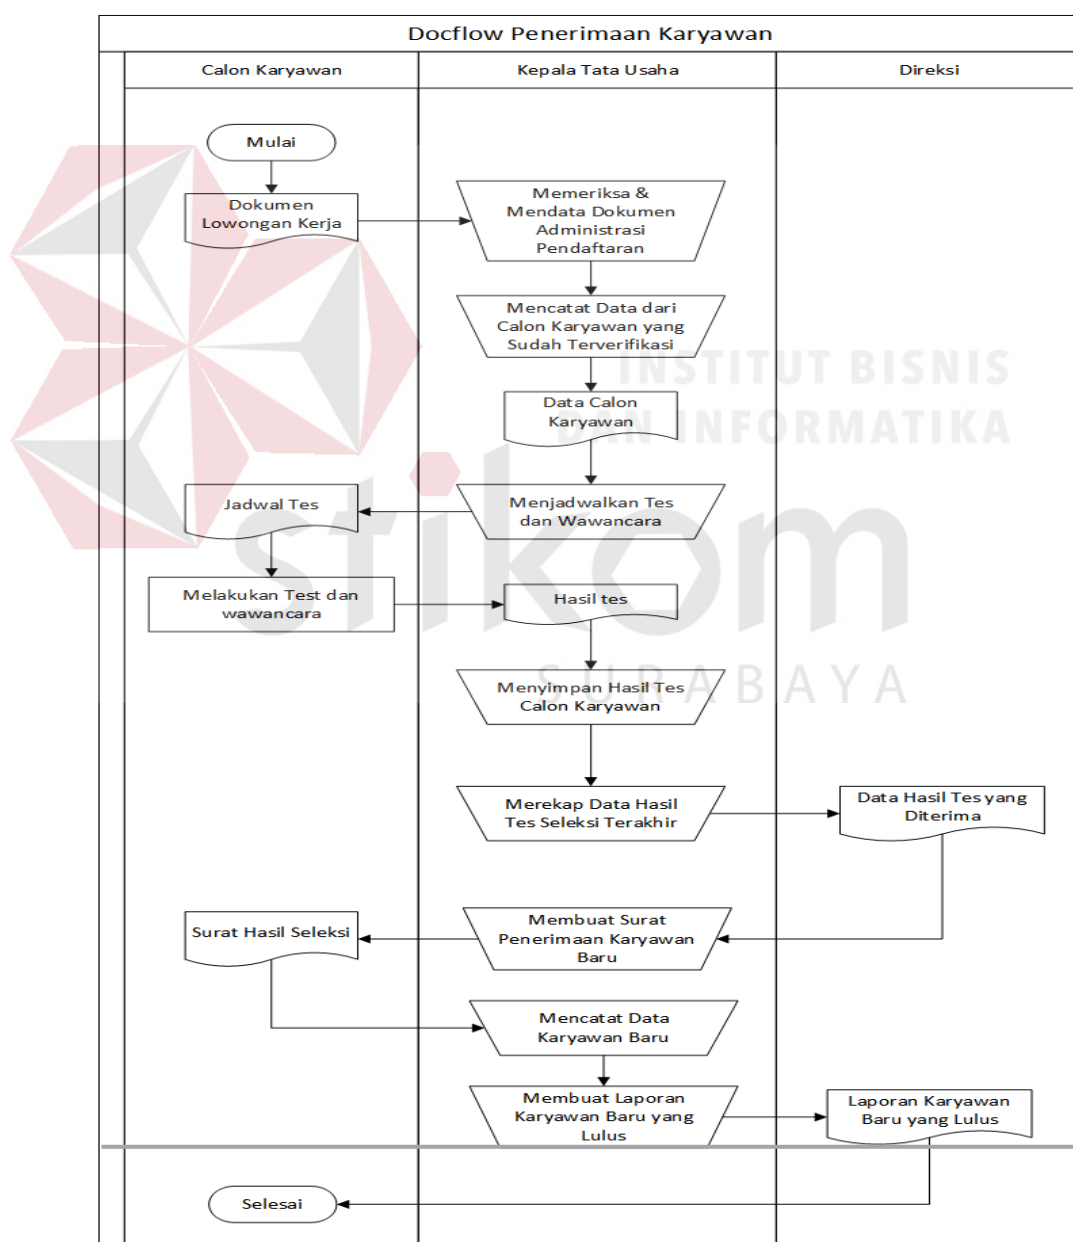 Docflow Penerimaan Karyawan
Calon Karyawan
Kepala Tata Usaha
Direksi
Mulai
Dokumen
Lowongan Kerja
Memeriksa &
Mendata Dokumen
Administrasi
Pendaftaran
Mencatat Data dari
Calon Karyawan yang
Sudah Terverifikasi
INSTITUT BISNIS
DAN INFORMATIKA
Data Calon
Karyawan
Jadwal Tes
Menjadwalkan Tes
dan Wawancara
stikom
SURABAYA
Melakukan Test dan
wawancara
Hasil tes
Menyimpan Hasil Tes
Calon Karyawan
Merekap Data Hasil
Tes Seleksi Terakhir
Data Hasil Tes yang
Diterima
Membuat Surat
Penerimaan Karyawan
Baru
Surat Hasil Seleksi
Mencatat Data
Karyawan Baru
Membuat Laporan
Karyawan Baru yang
Lulus
Laporan Karyawan
Baru yang Lulus
Selesai